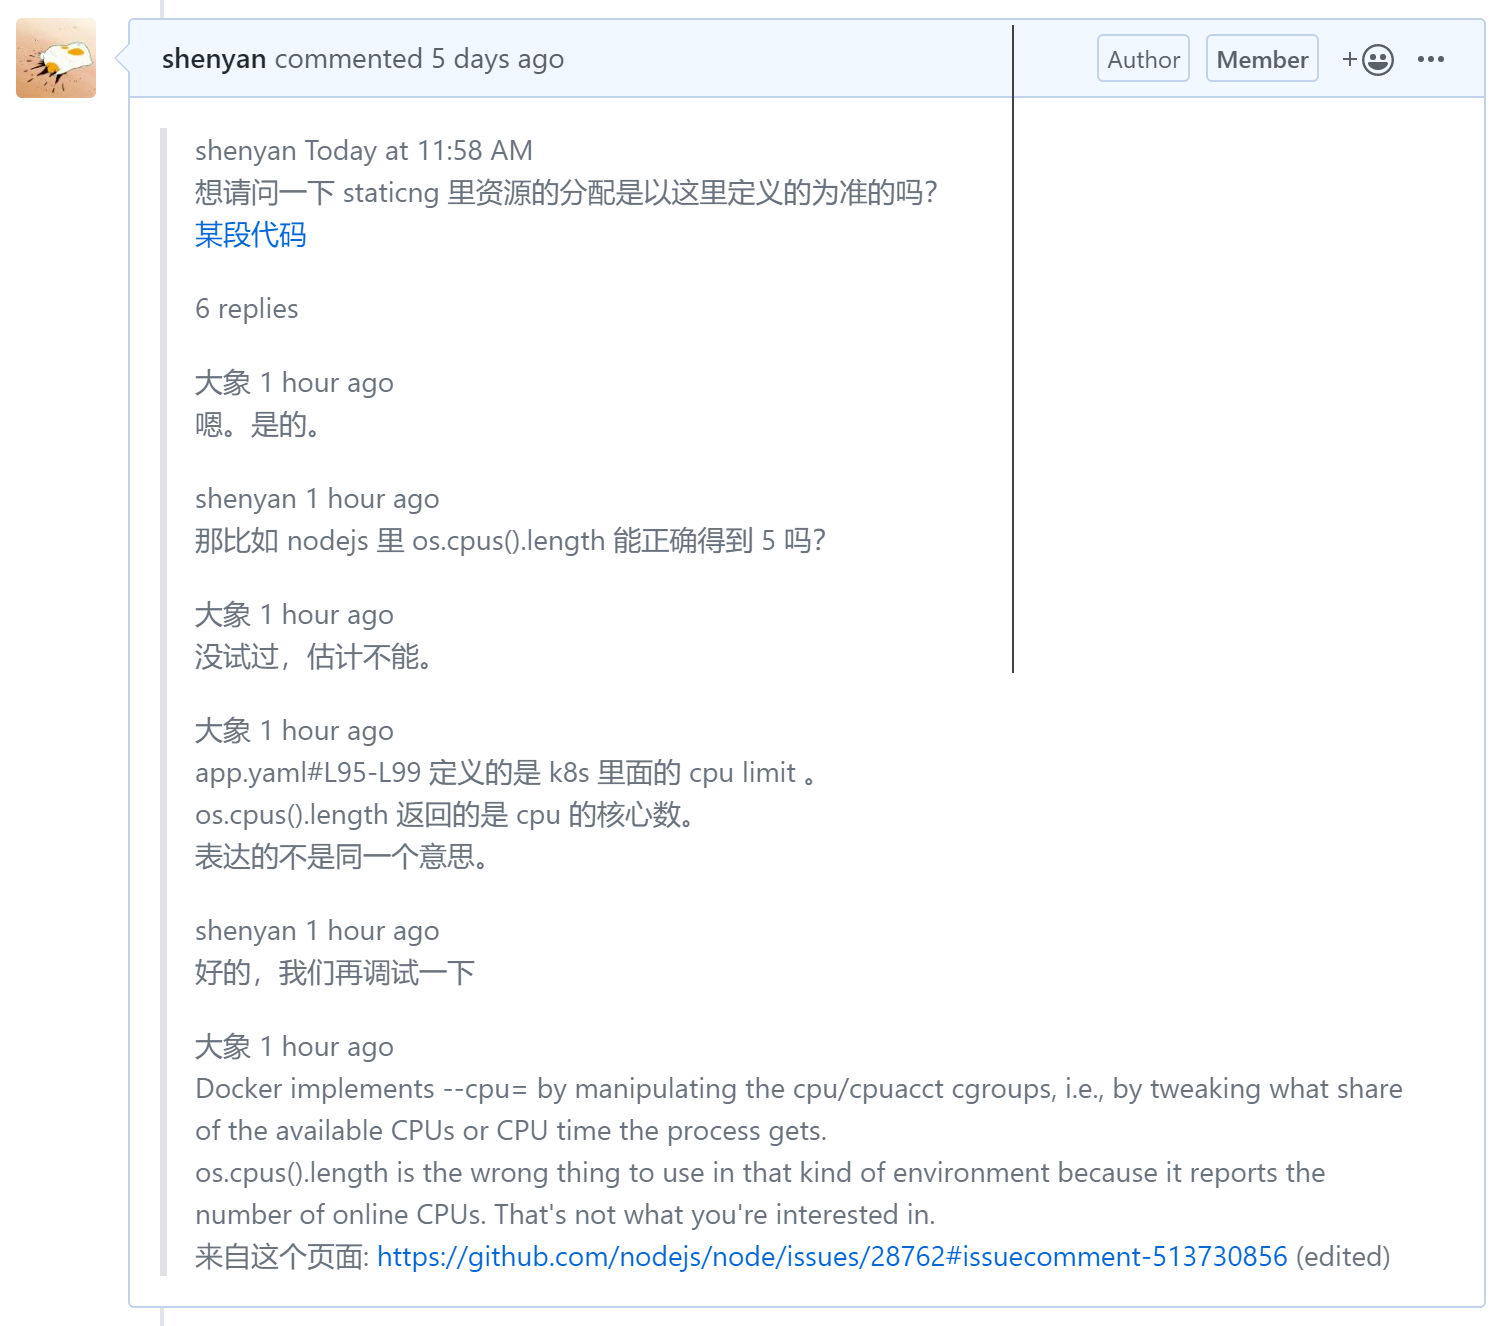 shenyan commented 5 days ago
Author
Member
shenyan Today at 11:58 AM
想请问一下 staticng 里资源的分配是以这里定义的为准的吗?
某段代码
6 replies
大象 1 hour ago
嗯。是的。
shenyan 1 hour ago
那比如 nodejs 里 os.cpus().length 能正确得到 5 吗?
大象 1 hour ago
没试过，估计不能。
大象 1 hour ago
app.yaml#L95-L99 定义的是 k8s 里面的 cpu limit 。
os.cpus().length 返回的是 cpu 的核心数。
表达的不是同一个意思。
shenyan 1 hour ago
好的，我们再调试一下
大象 1 hour ago
Docker implements --cpu= by manipulating the cpu/cpuacct cgroups, i.e., by tweaking what share
of the available CPUs or CPU time the process gets.
os.cpus().length is the wrong thing to use in that kind of environment because it reports the
number of online CPUs. That's not what you're interested in.
来自这个页面: https://github.com/nodejs/node/issues/28762#issuecomment-513730856 (edited)